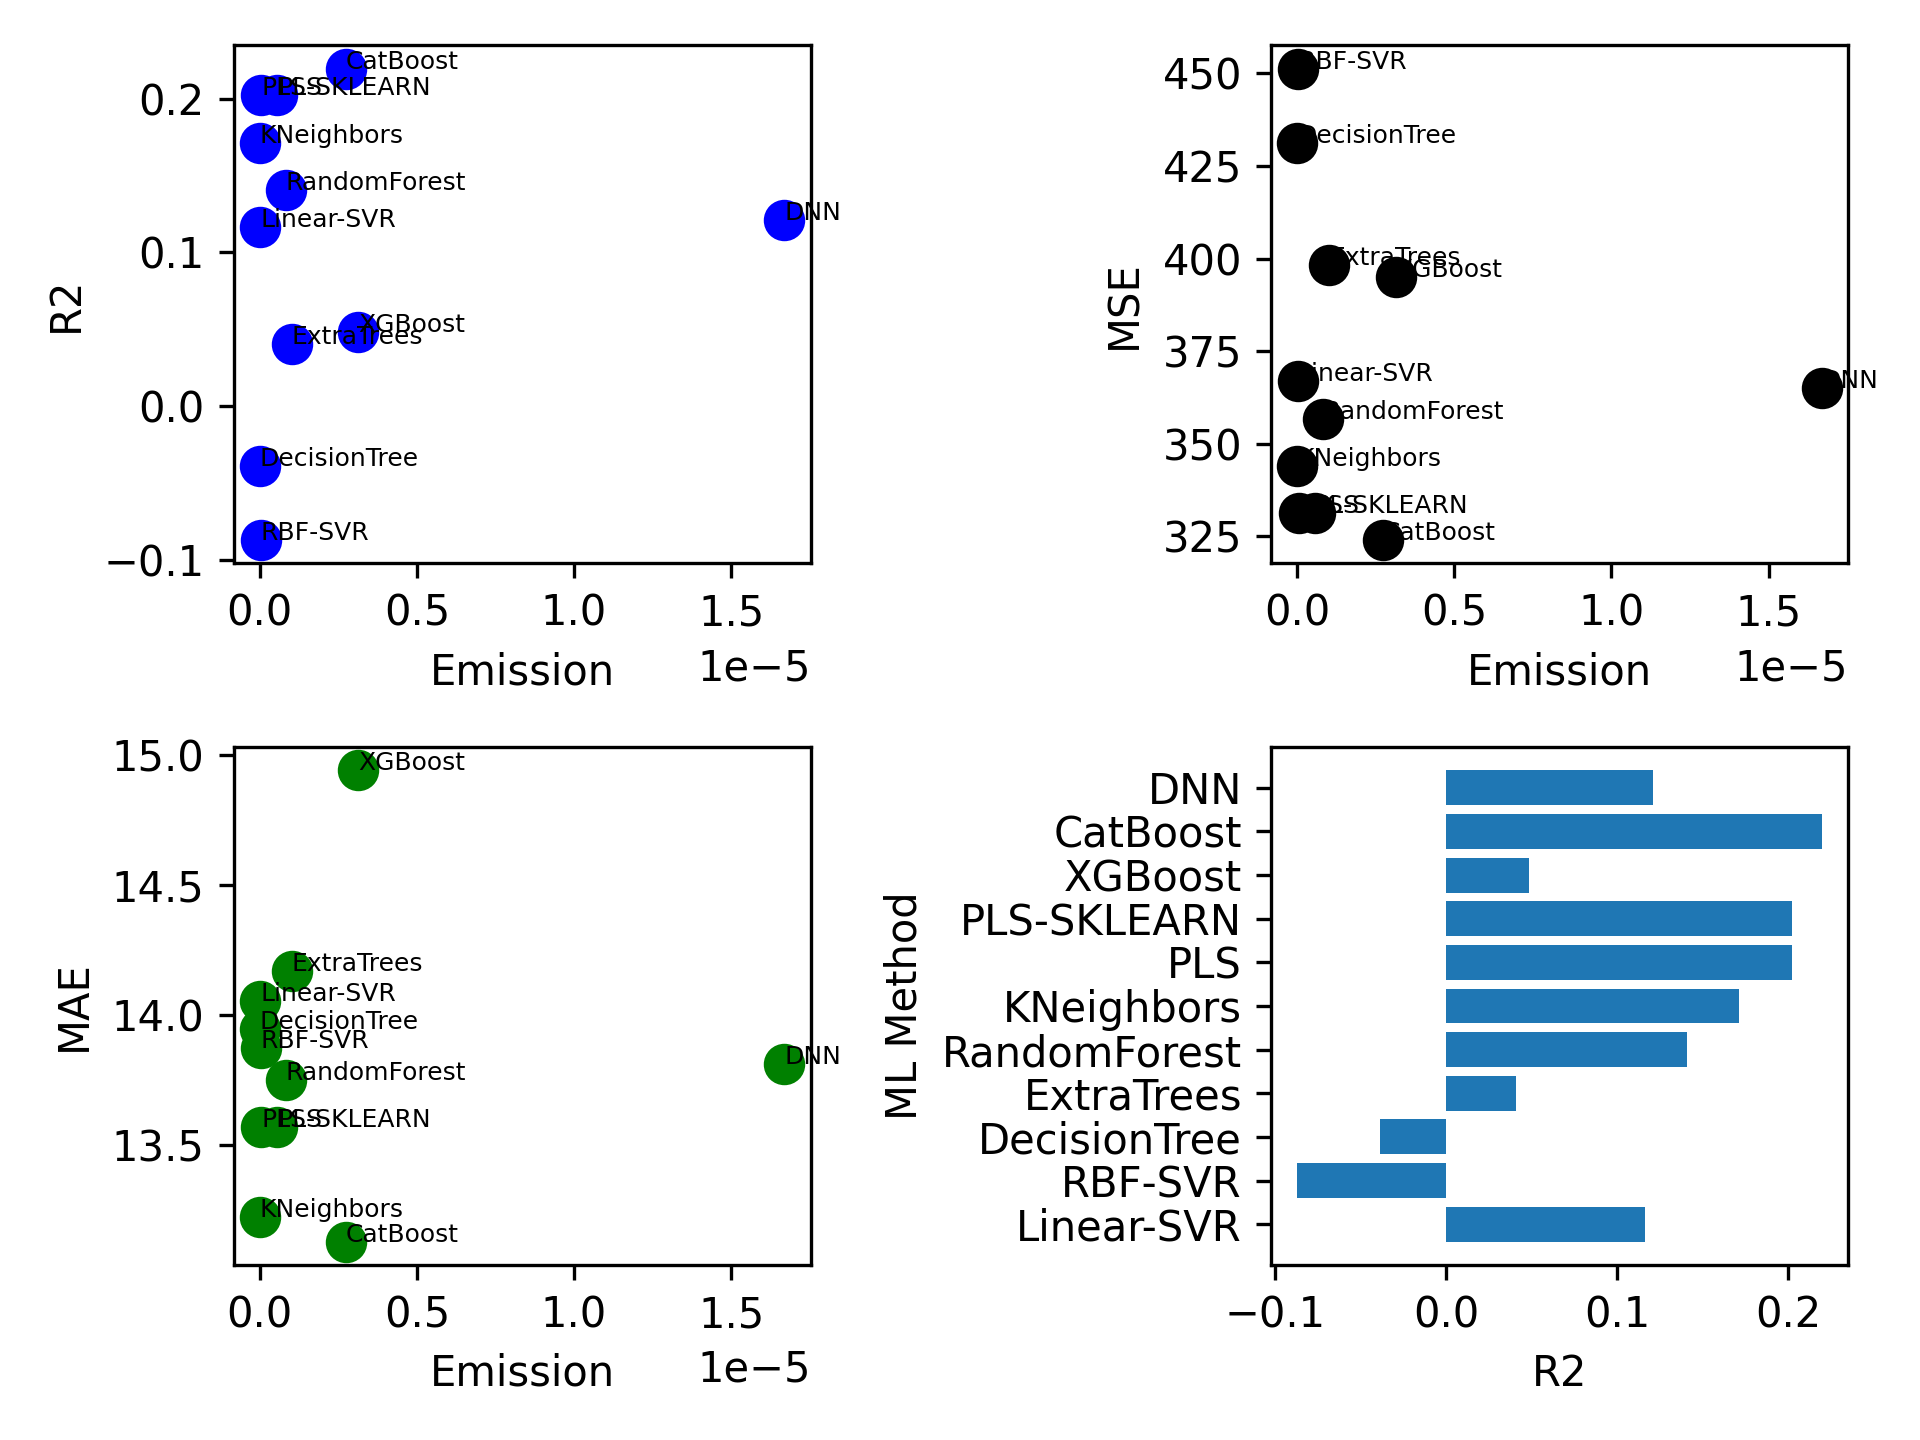 R2
0.2
0.1
0.0
−0.1
CatBoost
PLS
PLS-SKLEARN
KNeighbors
RandomForest
Linear-SVR
DNN
XGBoost
ExtraTrees
DecisionTree
RBF-SVR
0.0 0.5 1.0 1.5
Emission
1e−5
MSE
450
425
400
375
350
325
RBF-SVR
DecisionTree
ExtraTrees
XGBoost
Linear-SVR
DNN
RandomForest
KNeighbors
PLS
PLS-SKLEARN
CatBoost
0.0 0.5 1.0 1.5
Emission
1e−5
MAE
15.0
14.5
14.0
13.5
XGBoost
ExtraTrees
Linear-SVR
DecisionTree
RBF-SVR
DNN
RandomForest
PLS
PLS-SKLEARN
KNeighbors
CatBoost
0.0 0.5 1.0 1.5
Emission
1e−5
ML Method
DNN
CatBoost
XGBoost
PLS-SKLEARN
PLS
KNeighbors
RandomForest
ExtraTrees
DecisionTree
RBF-SVR
Linear-SVR
−0.1 0.0 0.1 0.2
R2